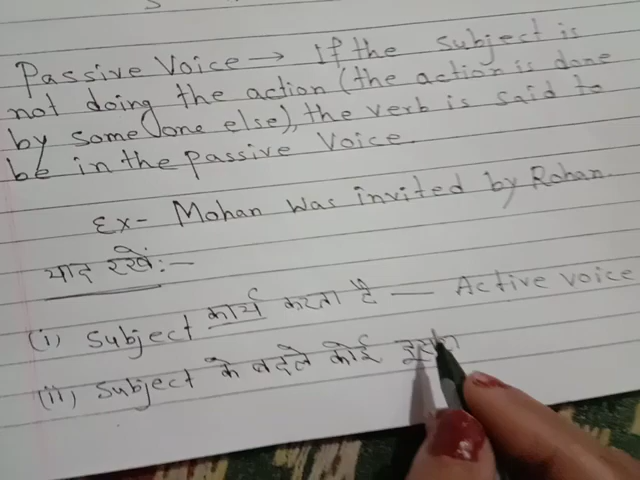 Passive Voice → If the subject is
not doing the action (the action is done
by some one else), the verb is said to
be in the passive Voice.
Ex- Mohan was invited by Rohan.
याद रखें:-
(i) Subject कार्य करता है — Active voice
(ii) Subject के बदले कोई